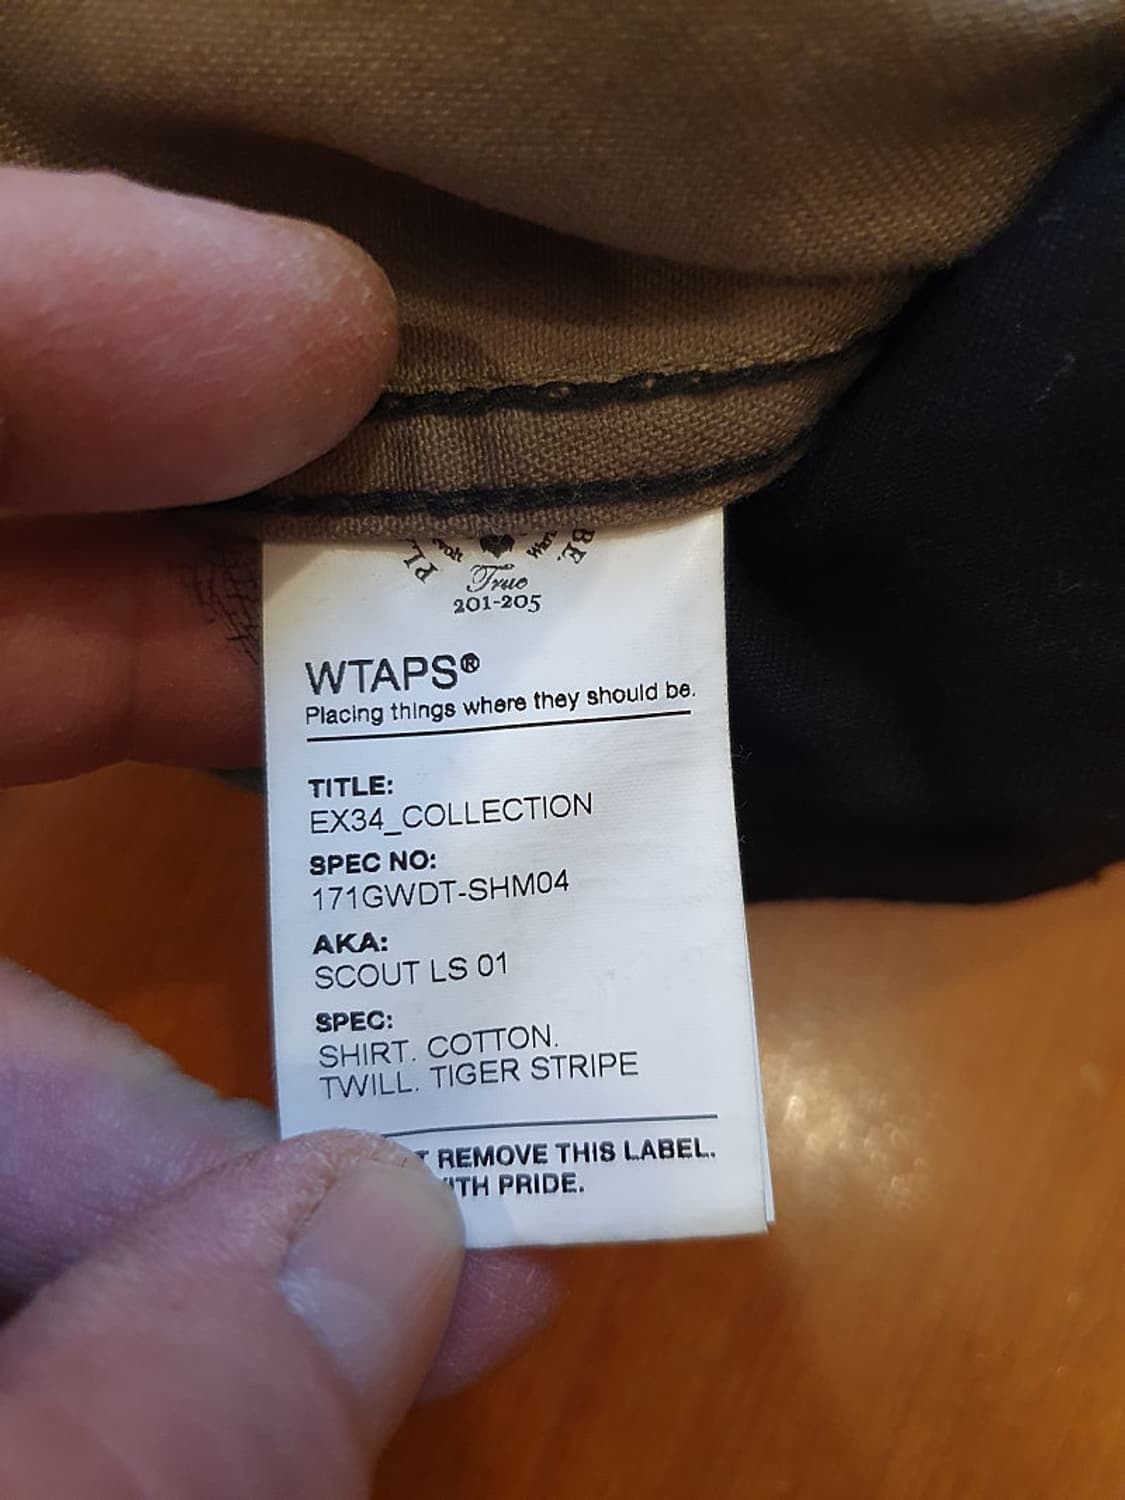 True
201-205
WTAPS®
Placing things where they should be.
TITLE:
EX34_COLLECTION
SPEC NO:
171GWDT-SHM04
AKA:
SCOUT LS 01
SPEC:
SHIRT. COTTON.
TWILL. TIGER STRIPE
REMOVE THIS LABEL.
PRIDE.